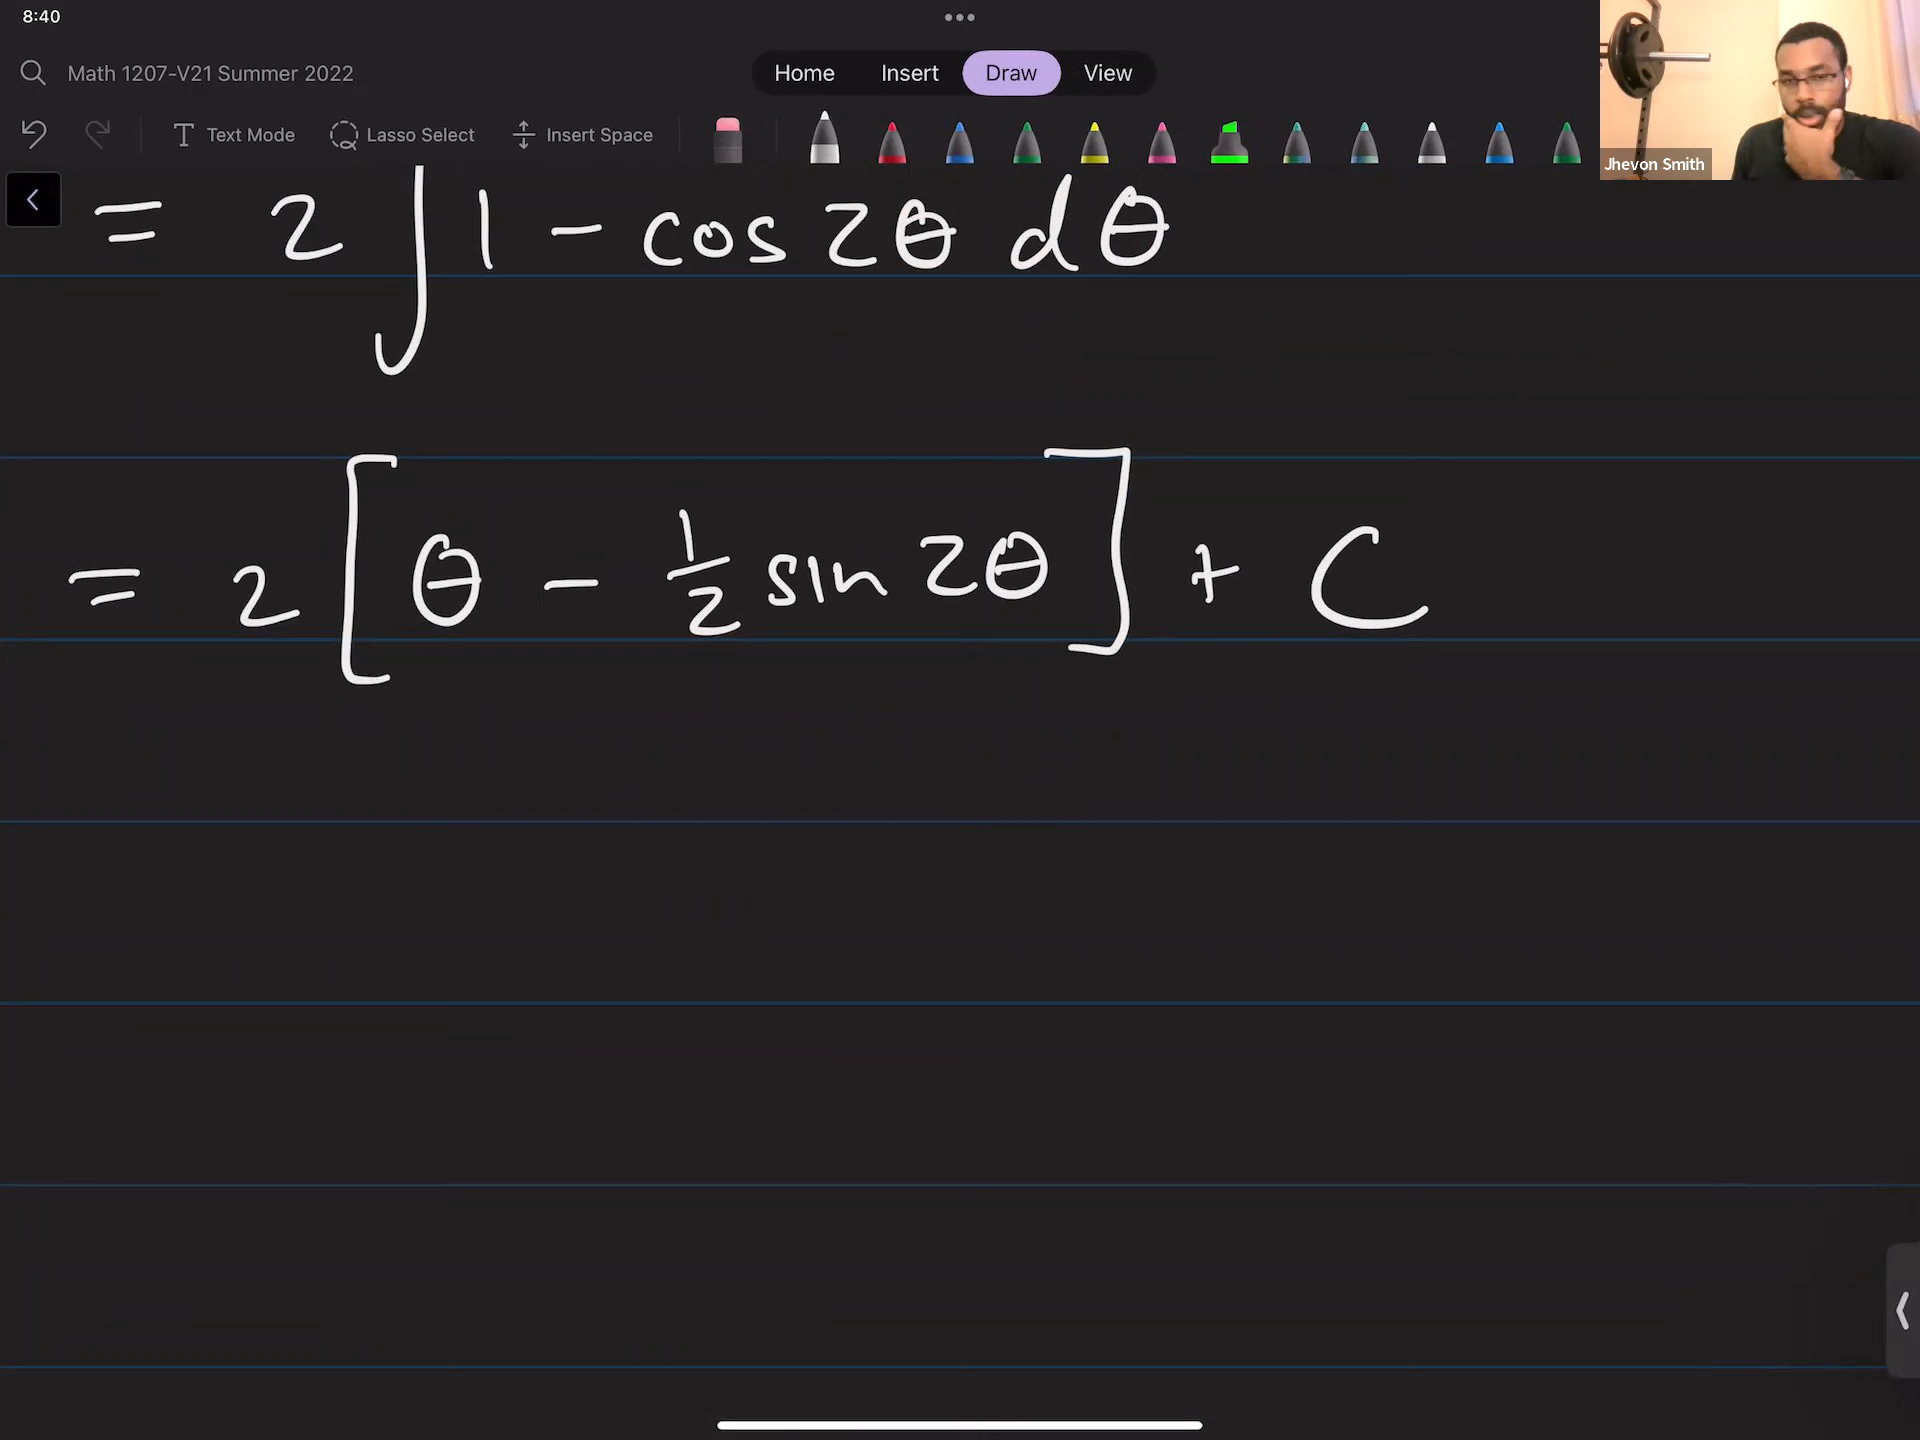 8:40
Math 1207-V21 Summer 2022
Home Insert Draw View
Text Mode Lasso Select Insert Space
Jhevon Smith
= 2 ∫ 1 - cos 2θ dθ
= 2 [ θ - 1/2 sin 2θ ] + C